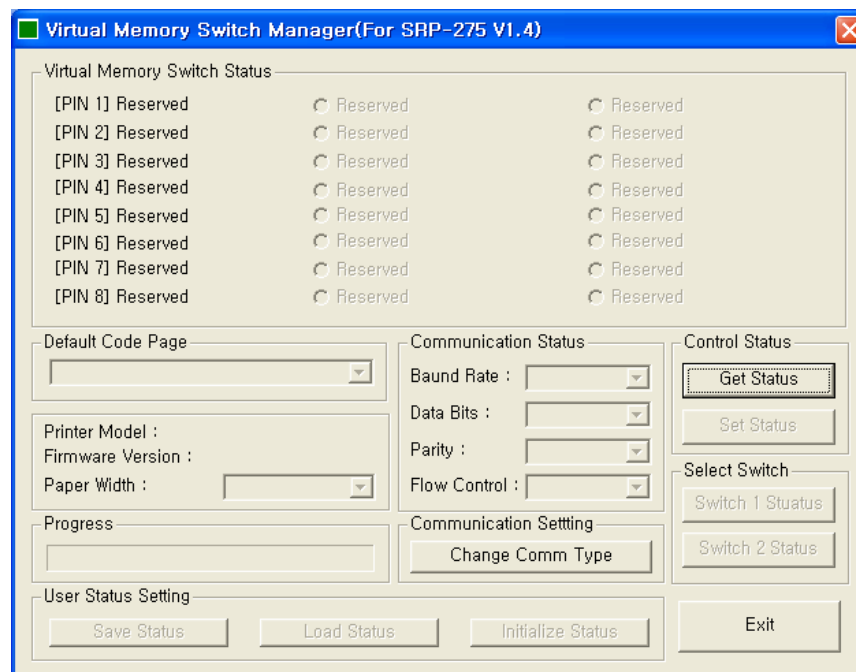 Virtual Memory Switch Manager(For SRP-275 V1.4)
Virtual Memory Switch Status
[PIN 1] Reserved Reserved Reserved
[PIN 2] Reserved Reserved Reserved
[PIN 3] Reserved Reserved Reserved
[PIN 4] Reserved Reserved Reserved
[PIN 5] Reserved Reserved Reserved
[PIN 6] Reserved Reserved Reserved
[PIN 7] Reserved Reserved Reserved
[PIN 8] Reserved Reserved Reserved
Default Code Page
Printer Model :
Firmware Version :
Paper Width :
Progress
Communication Status
Baund Rate :
Data Bits :
Parity :
Flow Control :
Communication Settting
Change Comm Type
Control Status
Get Status
Set Status
Select Switch
Switch 1 Stuatus
Switch 2 Status
User Status Setting
Save Status Load Status Initialize Status
Exit